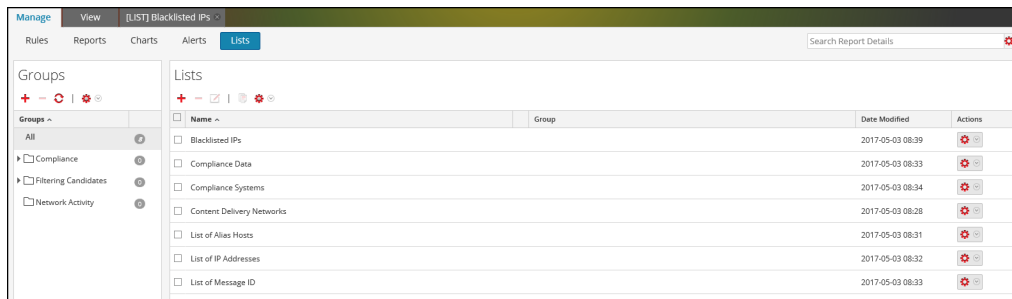 Manage View [LIST] Blacklisted IPs ×
Rules Reports Charts Alerts Lists Search Report Details
Groups
Groups
All
Compliance 0
Filtering Candidates 0
Network Activity 0
Lists
Name Group Date Modified Actions
Blacklisted IPs 2017-05-03 08:39
Compliance Data 2017-05-03 08:33
Compliance Systems 2017-05-03 08:34
Content Delivery Networks 2017-05-03 08:28
List of Alias Hosts 2017-05-03 08:31
List of IP Addresses 2017-05-03 08:32
List of Message ID 2017-05-03 08:33